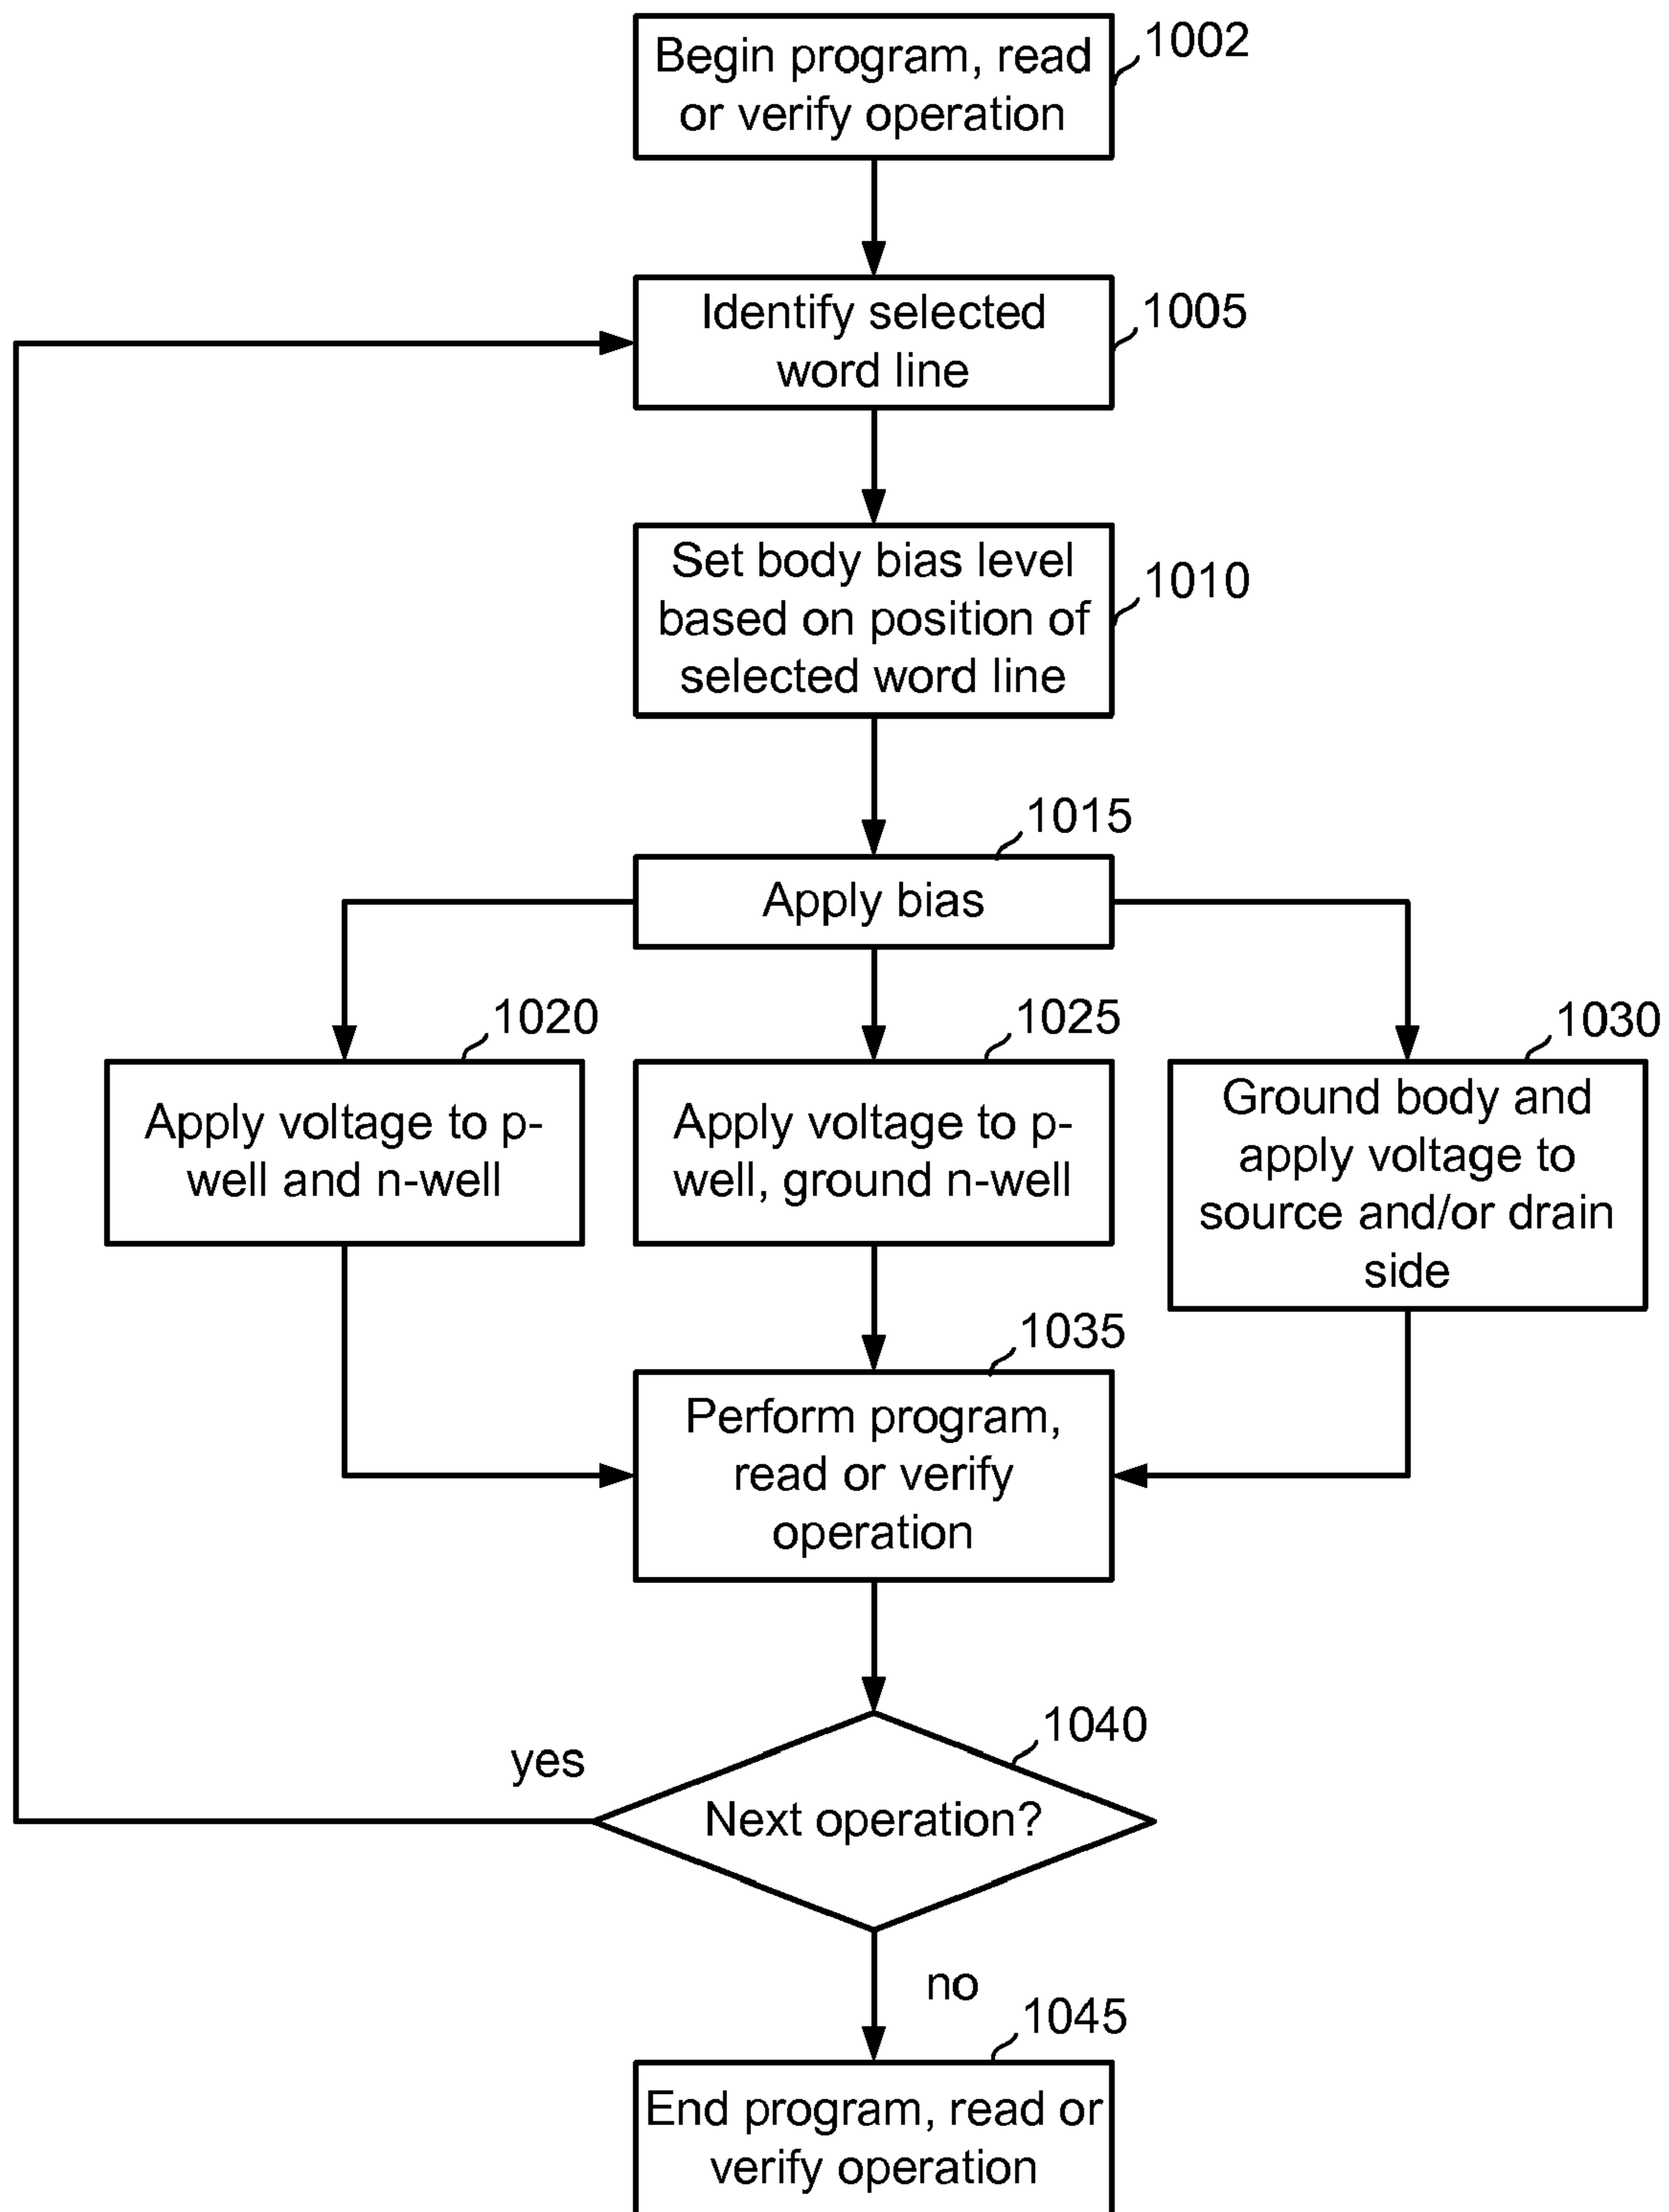 Begin program, read
or verify operation
1002
Identify selected
word line
1005
Set body bias level
based on position of
selected word line
1010
1015
Apply bias
1020
Apply voltage to p-
well and n-well
1025
Apply voltage to p-
well, ground n-well
1030
Ground body and
apply voltage to
source and/or drain
side
1035
Perform program,
read or verify
operation
1040
yes
Next operation?
no
1045
End program, read or
verify operation